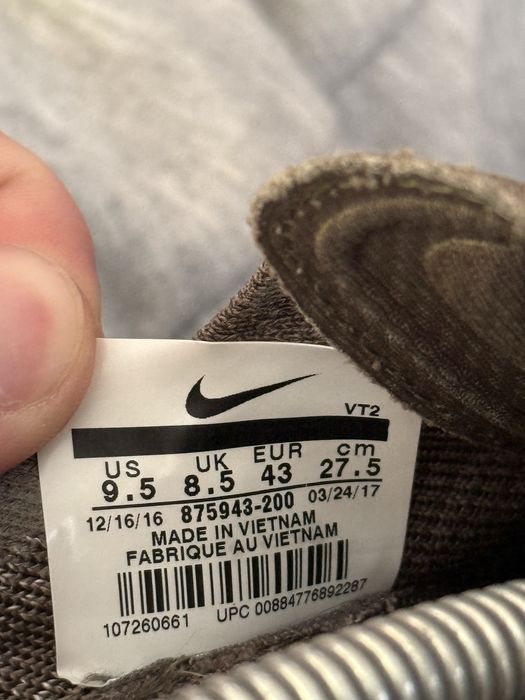 VT2
US UK EUR cm
9.5 8.5 43 27.5
12/16/16 875943-200 03/24/17
MADE IN VIETNAM
FABRIQUE AU VIETNAM
107260661 UPC 00884776892287